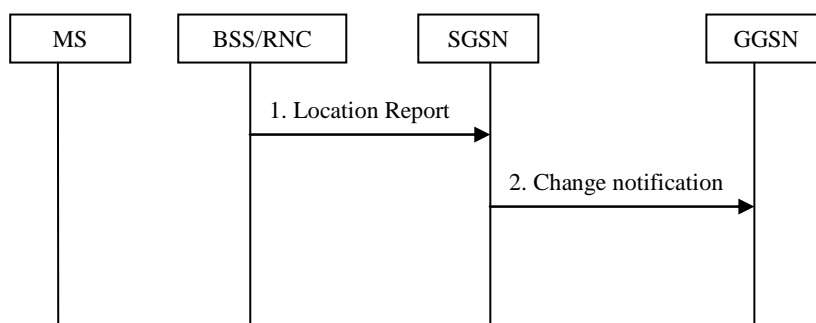 MS
BSS/RNC
SGSN
GGSN
1. Location Report
2. Change notification